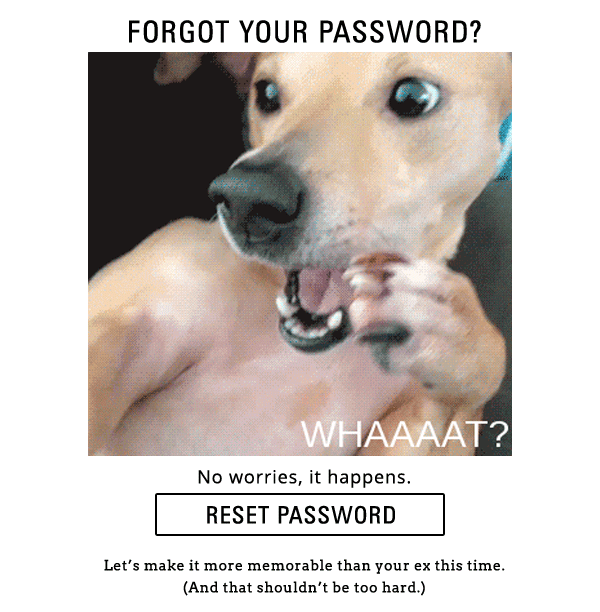 FORGOT YOUR PASSWORD?
WHAAAAT?
No worries, it happens.
RESET PASSWORD
Let’s make it more memorable than your ex this time.
(And that shouldn’t be too hard.)